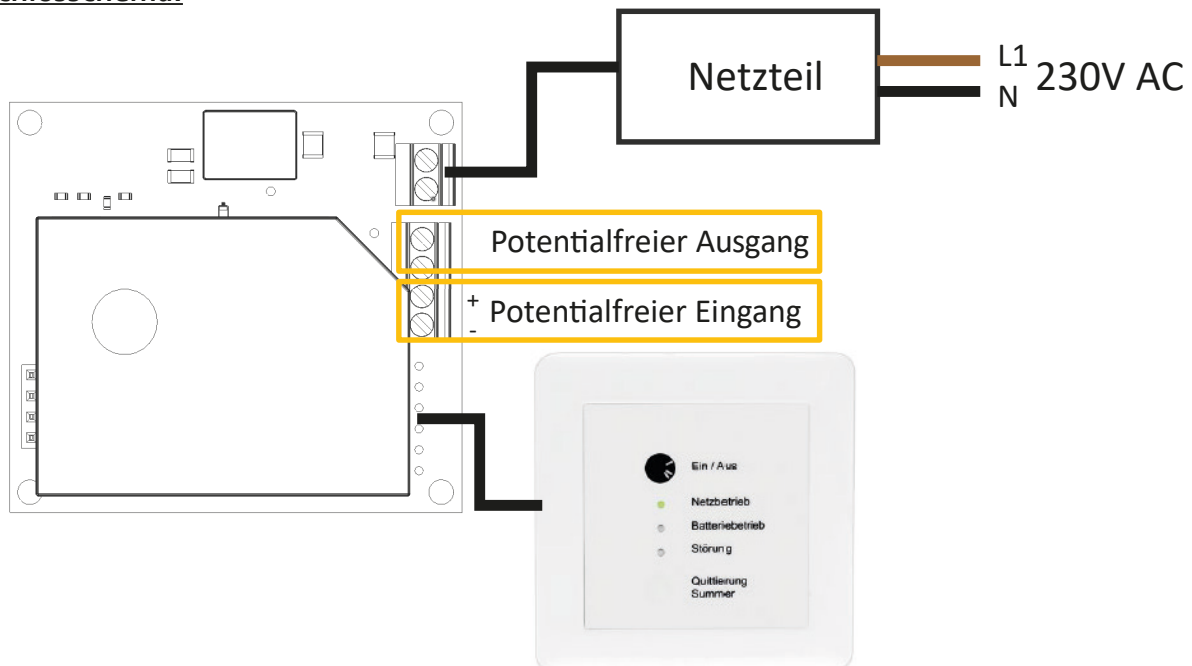 Netzteil
L1
230V AC
N
Potentialfreier Ausgang
+
Potentialfreier Eingang
-
Ein / Aus
Netzbetrieb
Batteriebetrieb
Störung
Quittierung
Summer